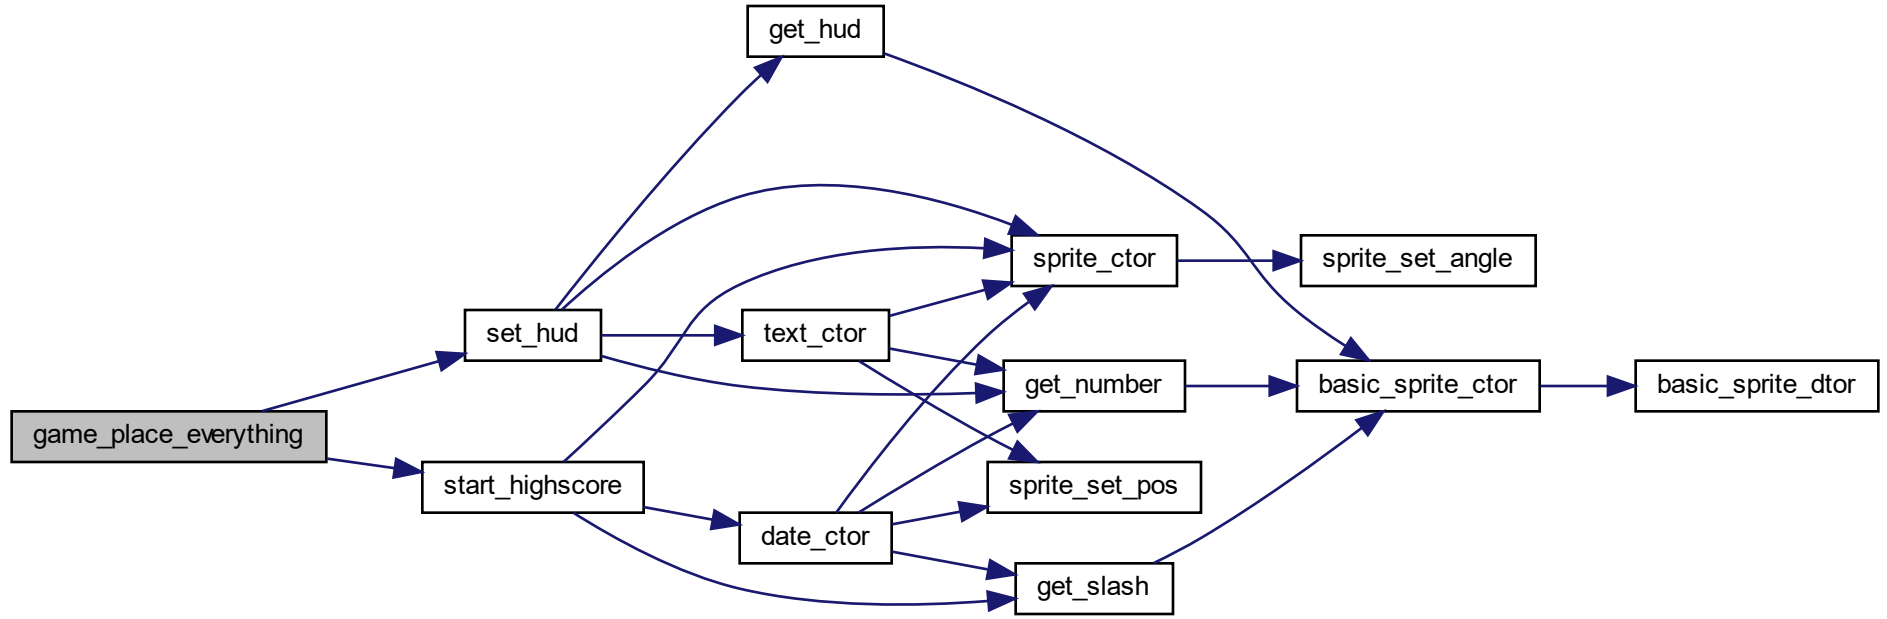 get_hud
sprite_ctor
sprite_set_angle
set_hud
text_ctor
get_number
basic_sprite_ctor
basic_sprite_dtor
game_place_everything
start_highscore
sprite_set_pos
date_ctor
get_slash